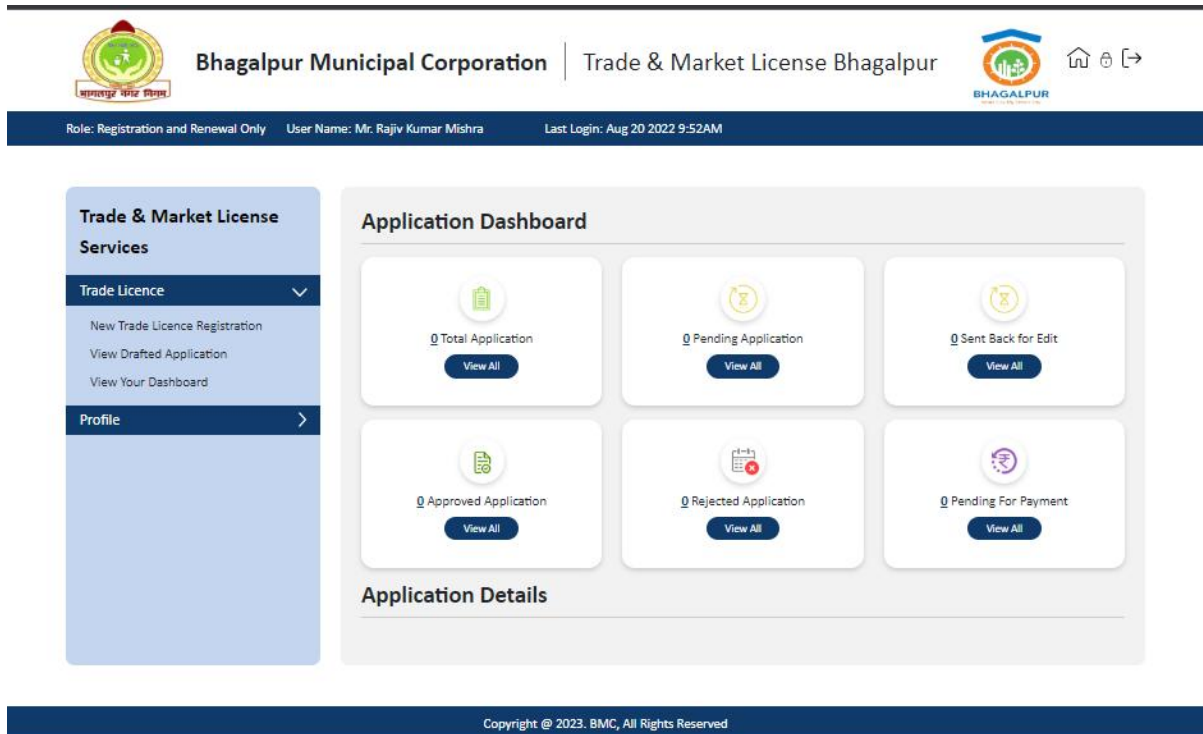 भागलपुर नगर निगम
Bhagalpur Municipal Corporation
Trade & Market License Bhagalpur
BHAGALPUR
Role: Registration and Renewal Only User Name: Mr. Rajiv Kumar Mishra Last Login: Aug 20 2022 9:52AM
Trade & Market License
Services
Trade Licence
New Trade Licence Registration
View Drafted Application
View Your Dashboard
Profile
Application Dashboard
0 Total Application
View All
0 Pending Application
View All
0 Sent Back for Edit
View All
0 Approved Application
View All
0 Rejected Application
View All
0 Pending For Payment
View All
Application Details
Copyright @ 2023. BMC, All Rights Reserved